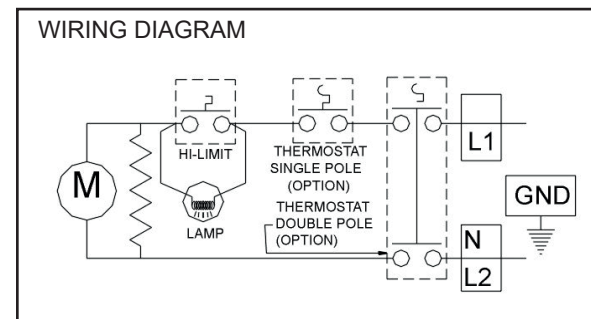 WIRING DIAGRAM
HI-LIMIT
LAMP
THERMOSTAT
SINGLE POLE
(OPTION)
THERMOSTAT
DOUBLE POLE
(OPTION)
M
L1
GND
N
L2